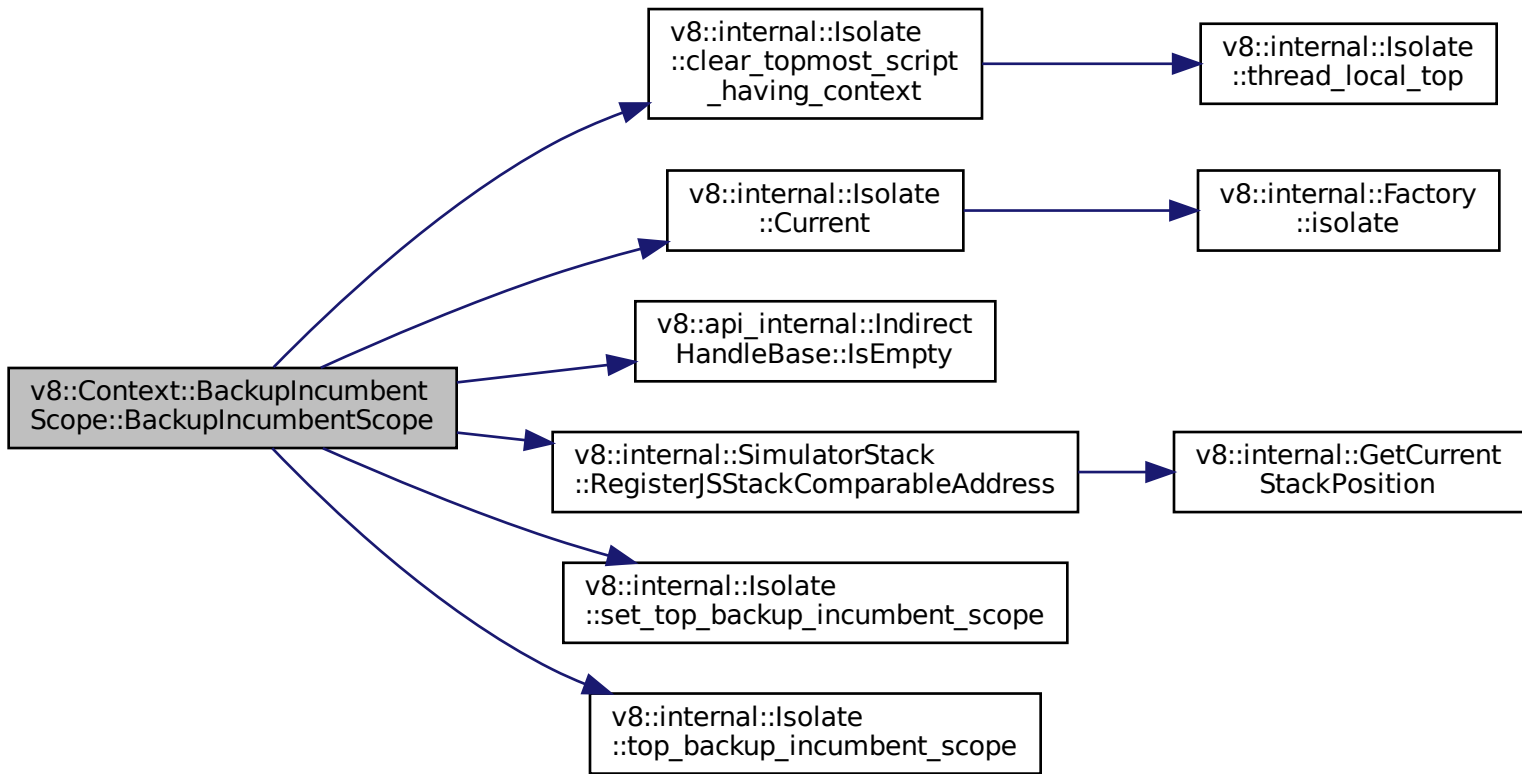 v8::internal::Isolate
::clear_topmost_script
_having_context
v8::internal::Isolate
::thread_local_top
v8::internal::Isolate
::Current
v8::internal::Factory
::isolate
v8::api_internal::Indirect
HandleBase::IsEmpty
v8::Context::BackupIncumbent
Scope::BackupIncumbentScope
v8::internal::SimulatorStack
::RegisterJSStackComparableAddress
v8::internal::GetCurrent
StackPosition
v8::internal::Isolate
::set_top_backup_incumbent_scope
v8::internal::Isolate
::top_backup_incumbent_scope